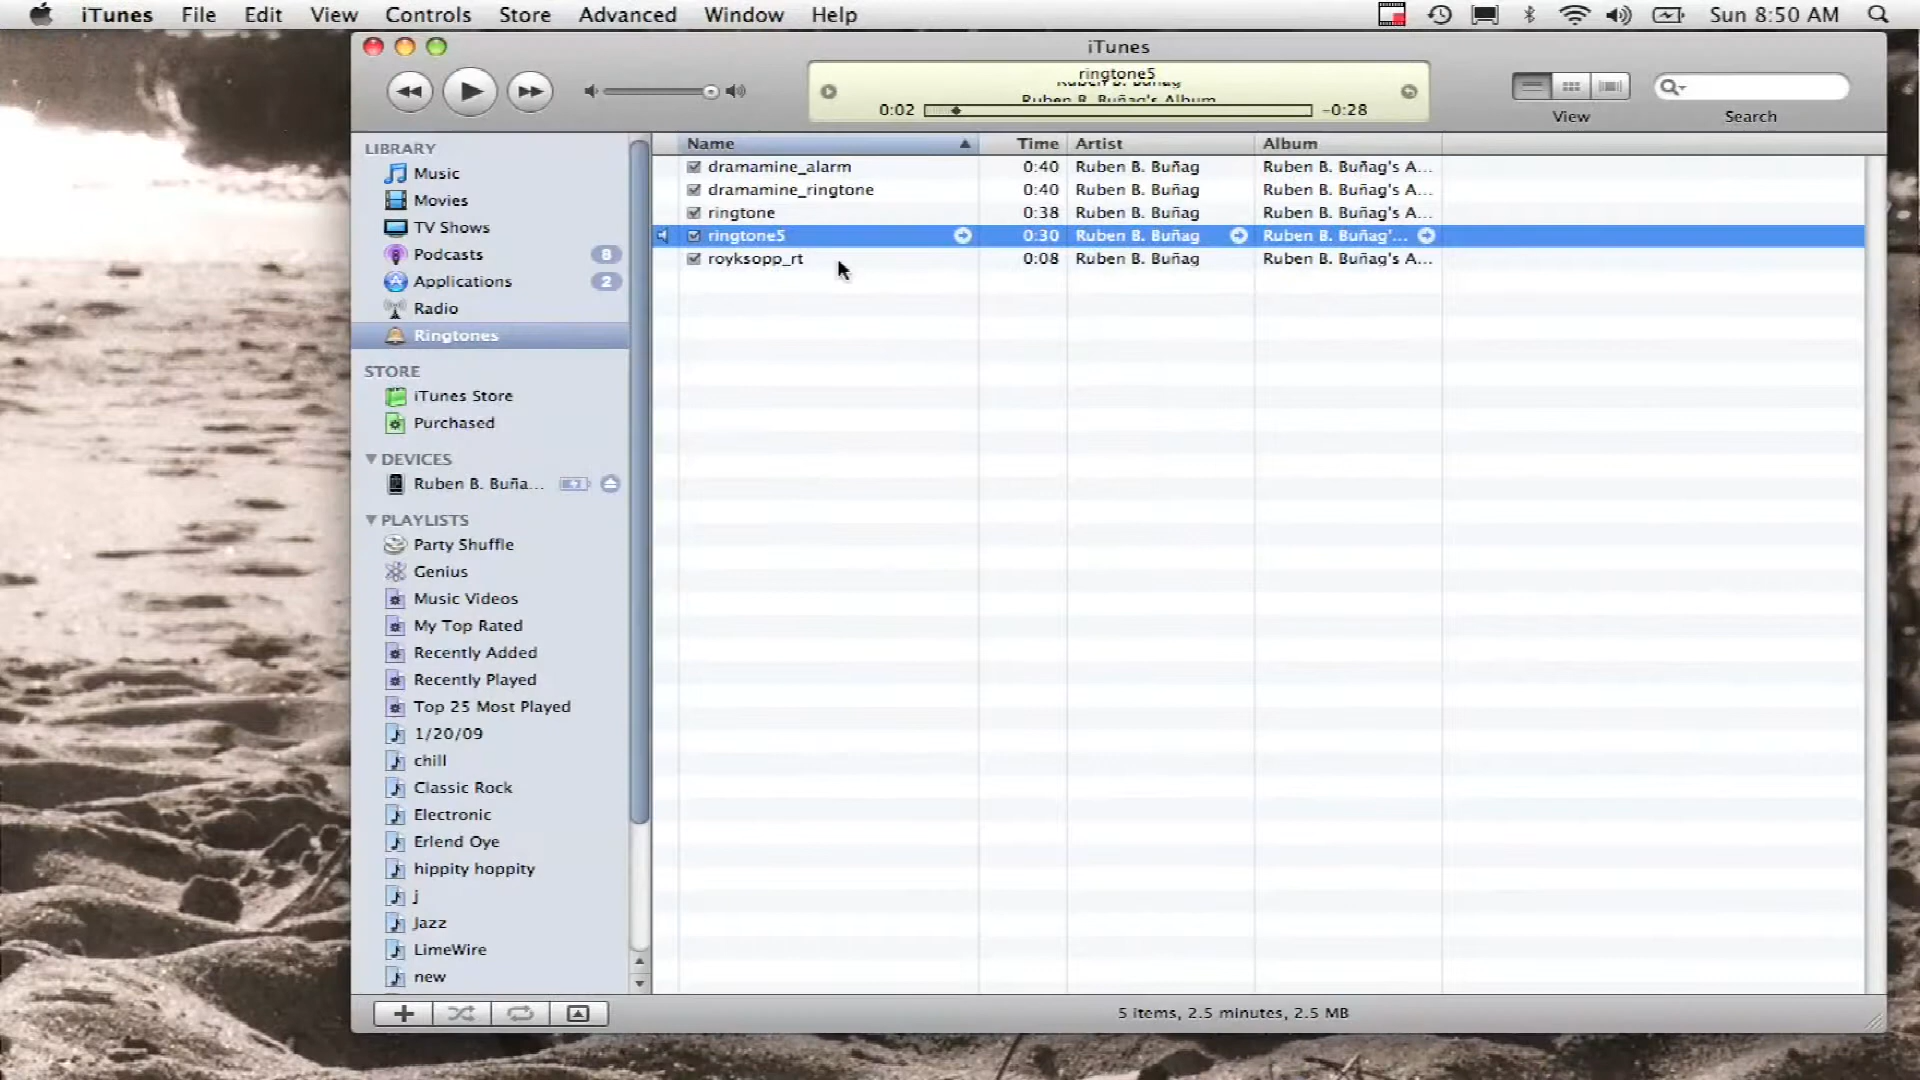 iTunes File Edit View Controls Store Advanced Window Help Sun 8:50 AM
iTunes
ringtone5
Ruben B. Buñag
Ruben B. Buñag's Album
0:02 -0:28
View Search
LIBRARY
Music
Movies
TV Shows
Podcasts 8
Applications 2
Radio
Ringtones
STORE
iTunes Store
Purchased
DEVICES
Ruben B. Buña...
PLAYLISTS
Party Shuffle
Genius
Music Videos
My Top Rated
Recently Added
Recently Played
Top 25 Most Played
1/20/09
chill
Classic Rock
Electronic
Erlend Oye
hippity hoppity
j
Jazz
LimeWire
new
Name Time Artist Album
dramamine_alarm 0:40 Ruben B. Buñag Ruben B. Buñag's A...
dramamine_ringtone 0:40 Ruben B. Buñag Ruben B. Buñag's A...
ringtone 0:38 Ruben B. Buñag Ruben B. Buñag's A...
ringtone5 0:30 Ruben B. Buñag Ruben B. Buñag'...
royksopp_rt 0:08 Ruben B. Buñag Ruben B. Buñag's A...
5 items, 2.5 minutes, 2.5 MB